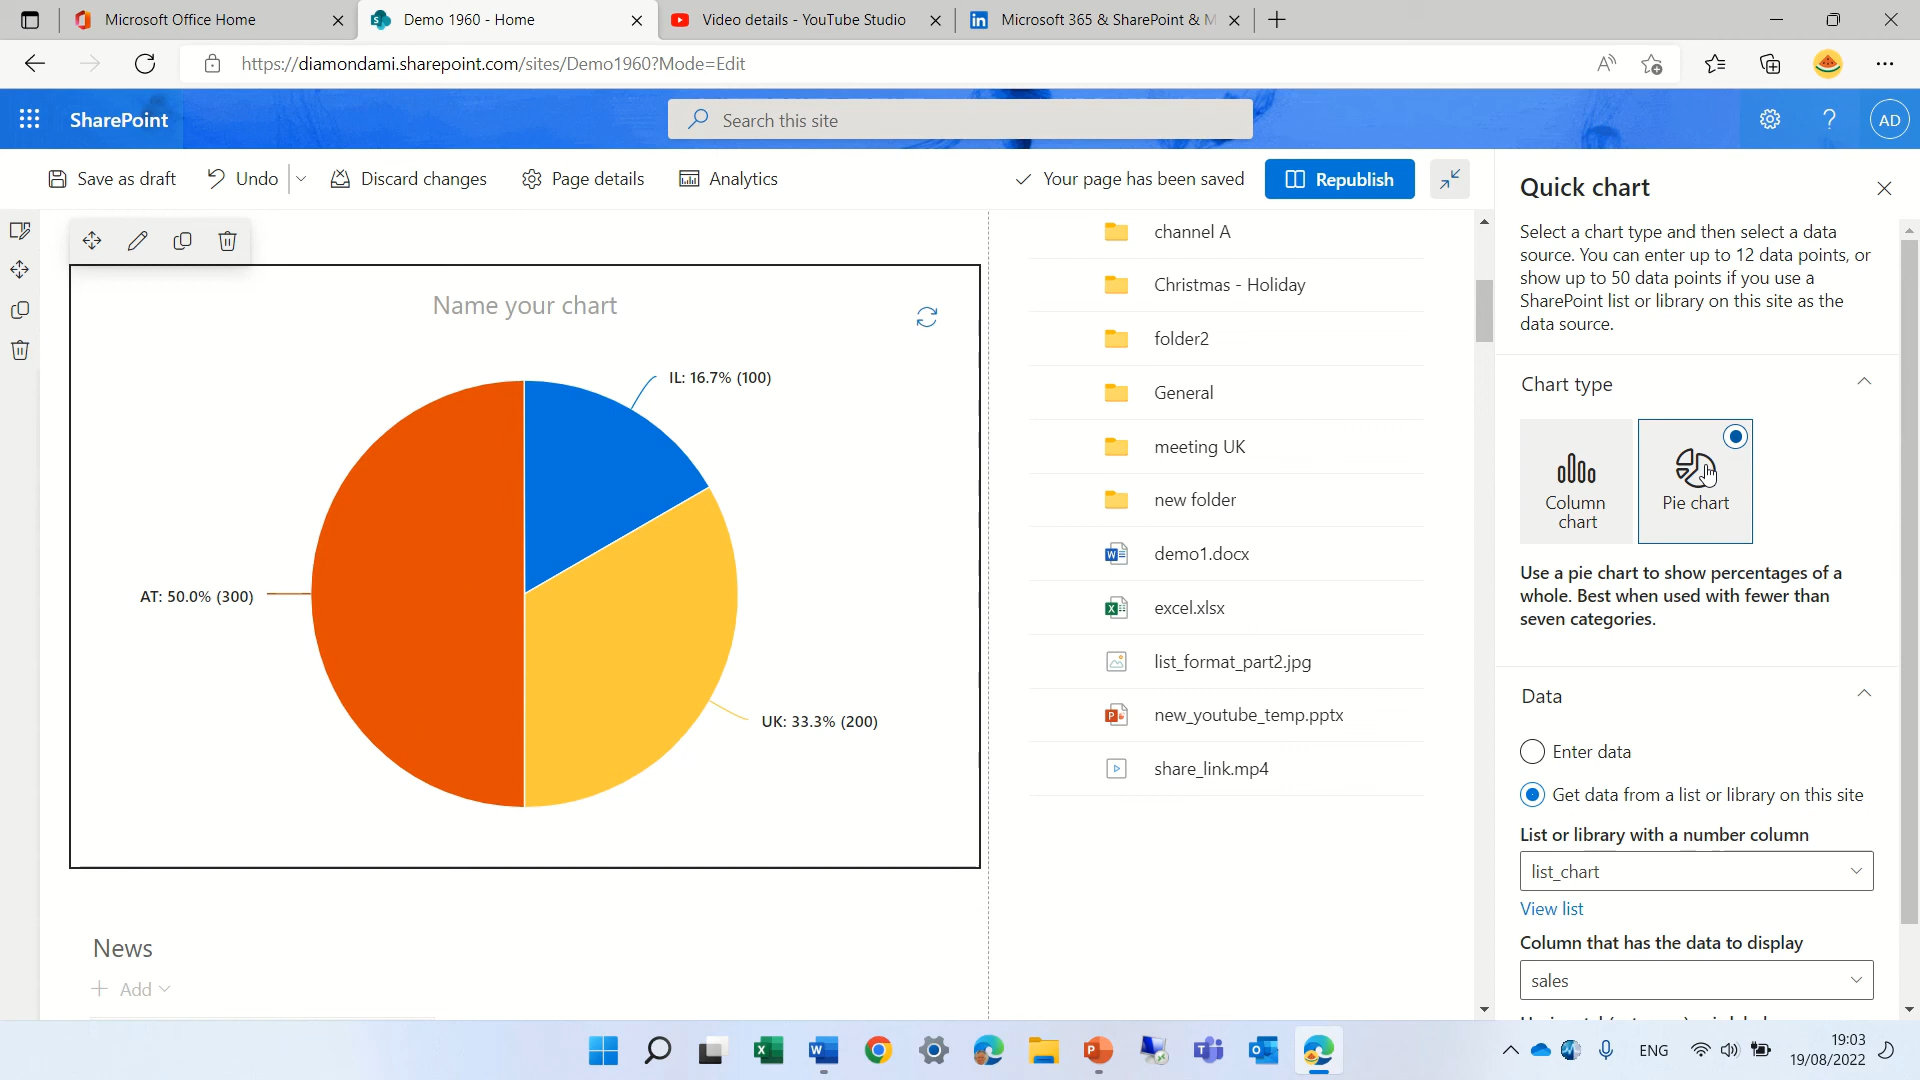 Microsoft Office Home
Demo 1960 - Home
Video details - YouTube Studio
Microsoft 365 & SharePoint & M
https://diamondami.sharepoint.com/sites/Demo1960?Mode=Edit
SharePoint
Search this site
AD
Save as draft
Undo
Discard changes
Page details
Analytics
Your page has been saved
Republish
Name your chart
IL: 16.7% (100)
AT: 50.0% (300)
UK: 33.3% (200)
News
Add
channel A
Christmas - Holiday
folder2
General
meeting UK
new folder
demo1.docx
excel.xlsx
list_format_part2.jpg
new_youtube_temp.pptx
share_link.mp4
Quick chart
Select a chart type and then select a data
source. You can enter up to 12 data points, or
show up to 50 data points if you use a
SharePoint list or library on this site as the
data source.
Chart type
Column
chart
Pie chart
Use a pie chart to show percentages of a
whole. Best when used with fewer than
seven categories.
Data
Enter data
Get data from a list or library on this site
List or library with a number column
list_chart
View list
Column that has the data to display
sales
ENG
19:03
19/08/2022